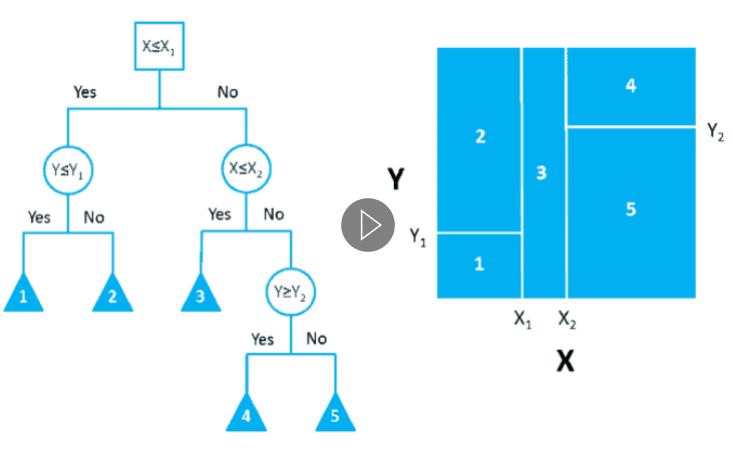 X≤X₁
Yes No
Y≤Y₁ X≤X₂
Yes No Yes No
1 2 3
Y≥Y₂
Yes No
4 5
Y
2 3 4
Y₂
5
Y₁
1
X₁ X₂
X